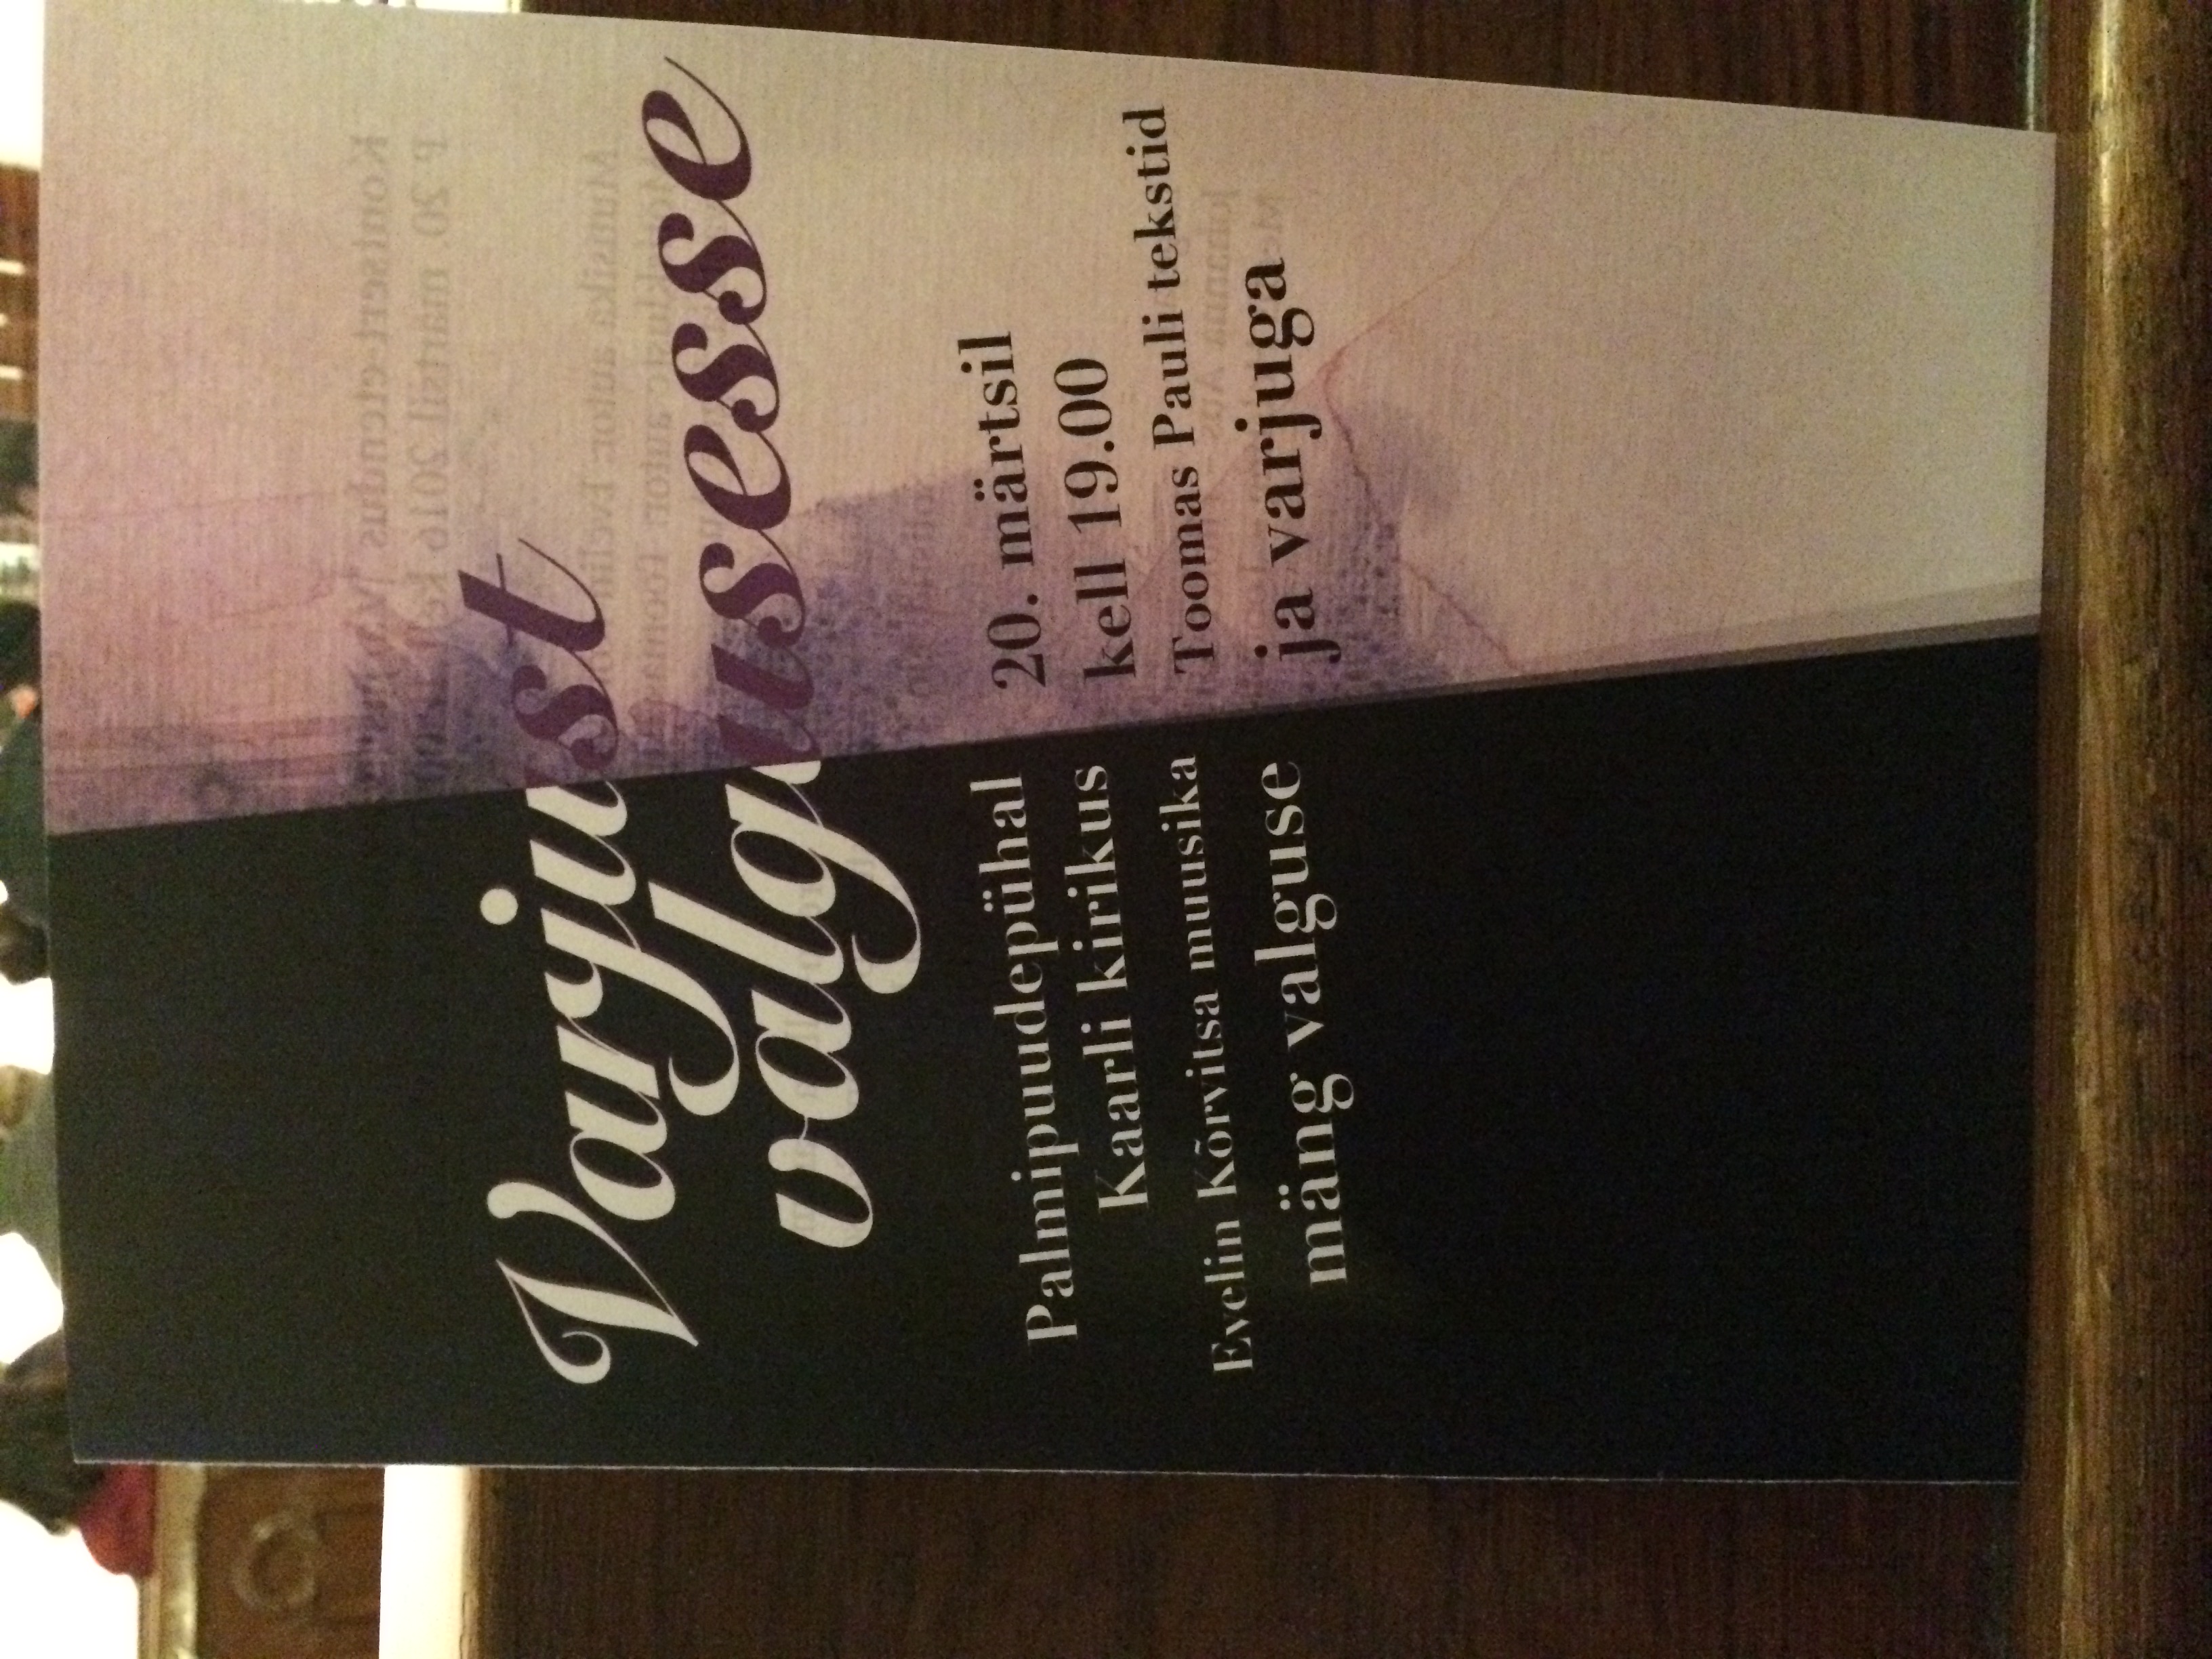 Varjust
valgusesse
Palmipuudepühal 20. märtsil
Kaarli kirikus kell 19.00
Evelin Kõrvitsa muusika Toomas Pauli tekstid
mäng valguse ja varjuga